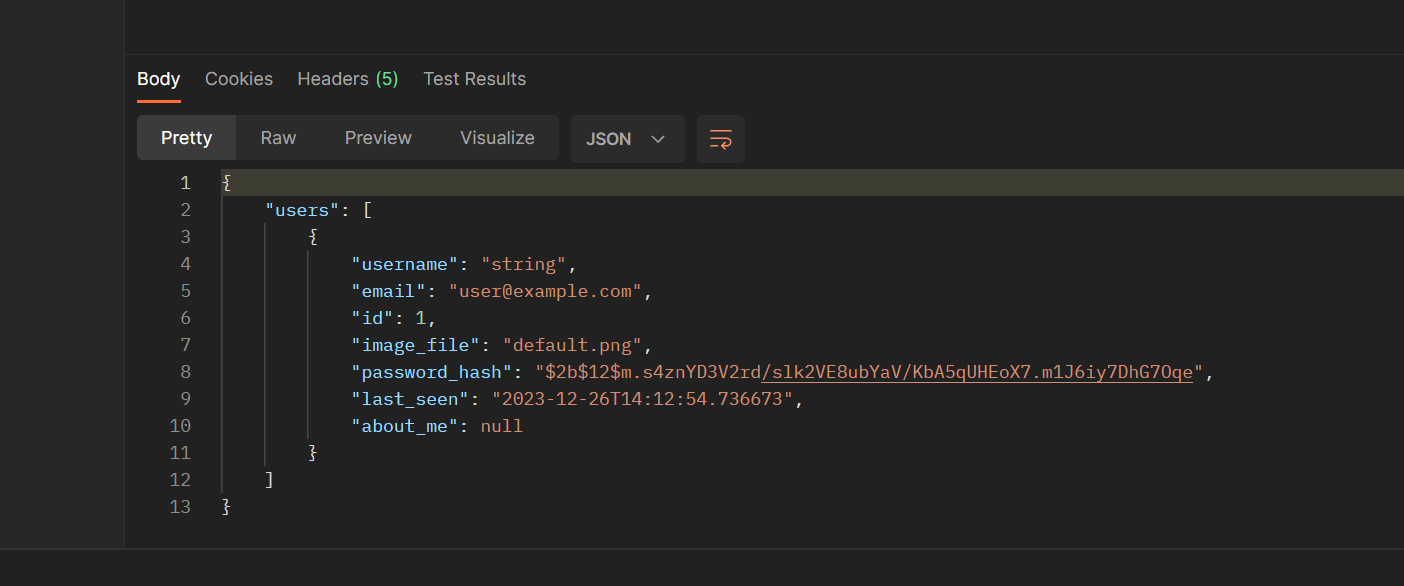 Body Cookies Headers (5) Test Results
Pretty Raw Preview Visualize JSON
1 {
2 "users": [
3 {
4 "username": "string",
5 "email": "user@example.com",
6 "id": 1,
7 "image_file": "default.png",
8 "password_hash": "$2b$12$m.s4znYD3V2rd/slk2VE8ubYaV/KbA5qUHEoX7.m1J6iy7DhG7Oqe",
9 "last_seen": "2023-12-26T14:12:54.736673",
10 "about_me": null
11 }
12 ]
13 }